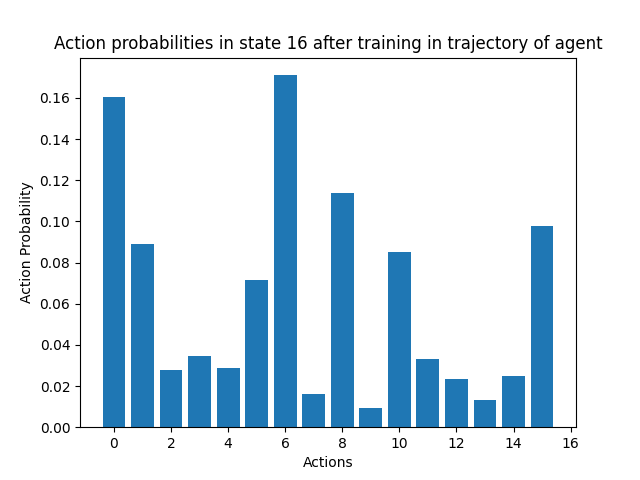 Action probabilities in state 16 after training in trajectory of agent
Action Probability
0.16
0.14
0.12
0.10
0.08
0.06
0.04
0.02
0.00
0 2 4 6 8 10 12 14 16
Actions